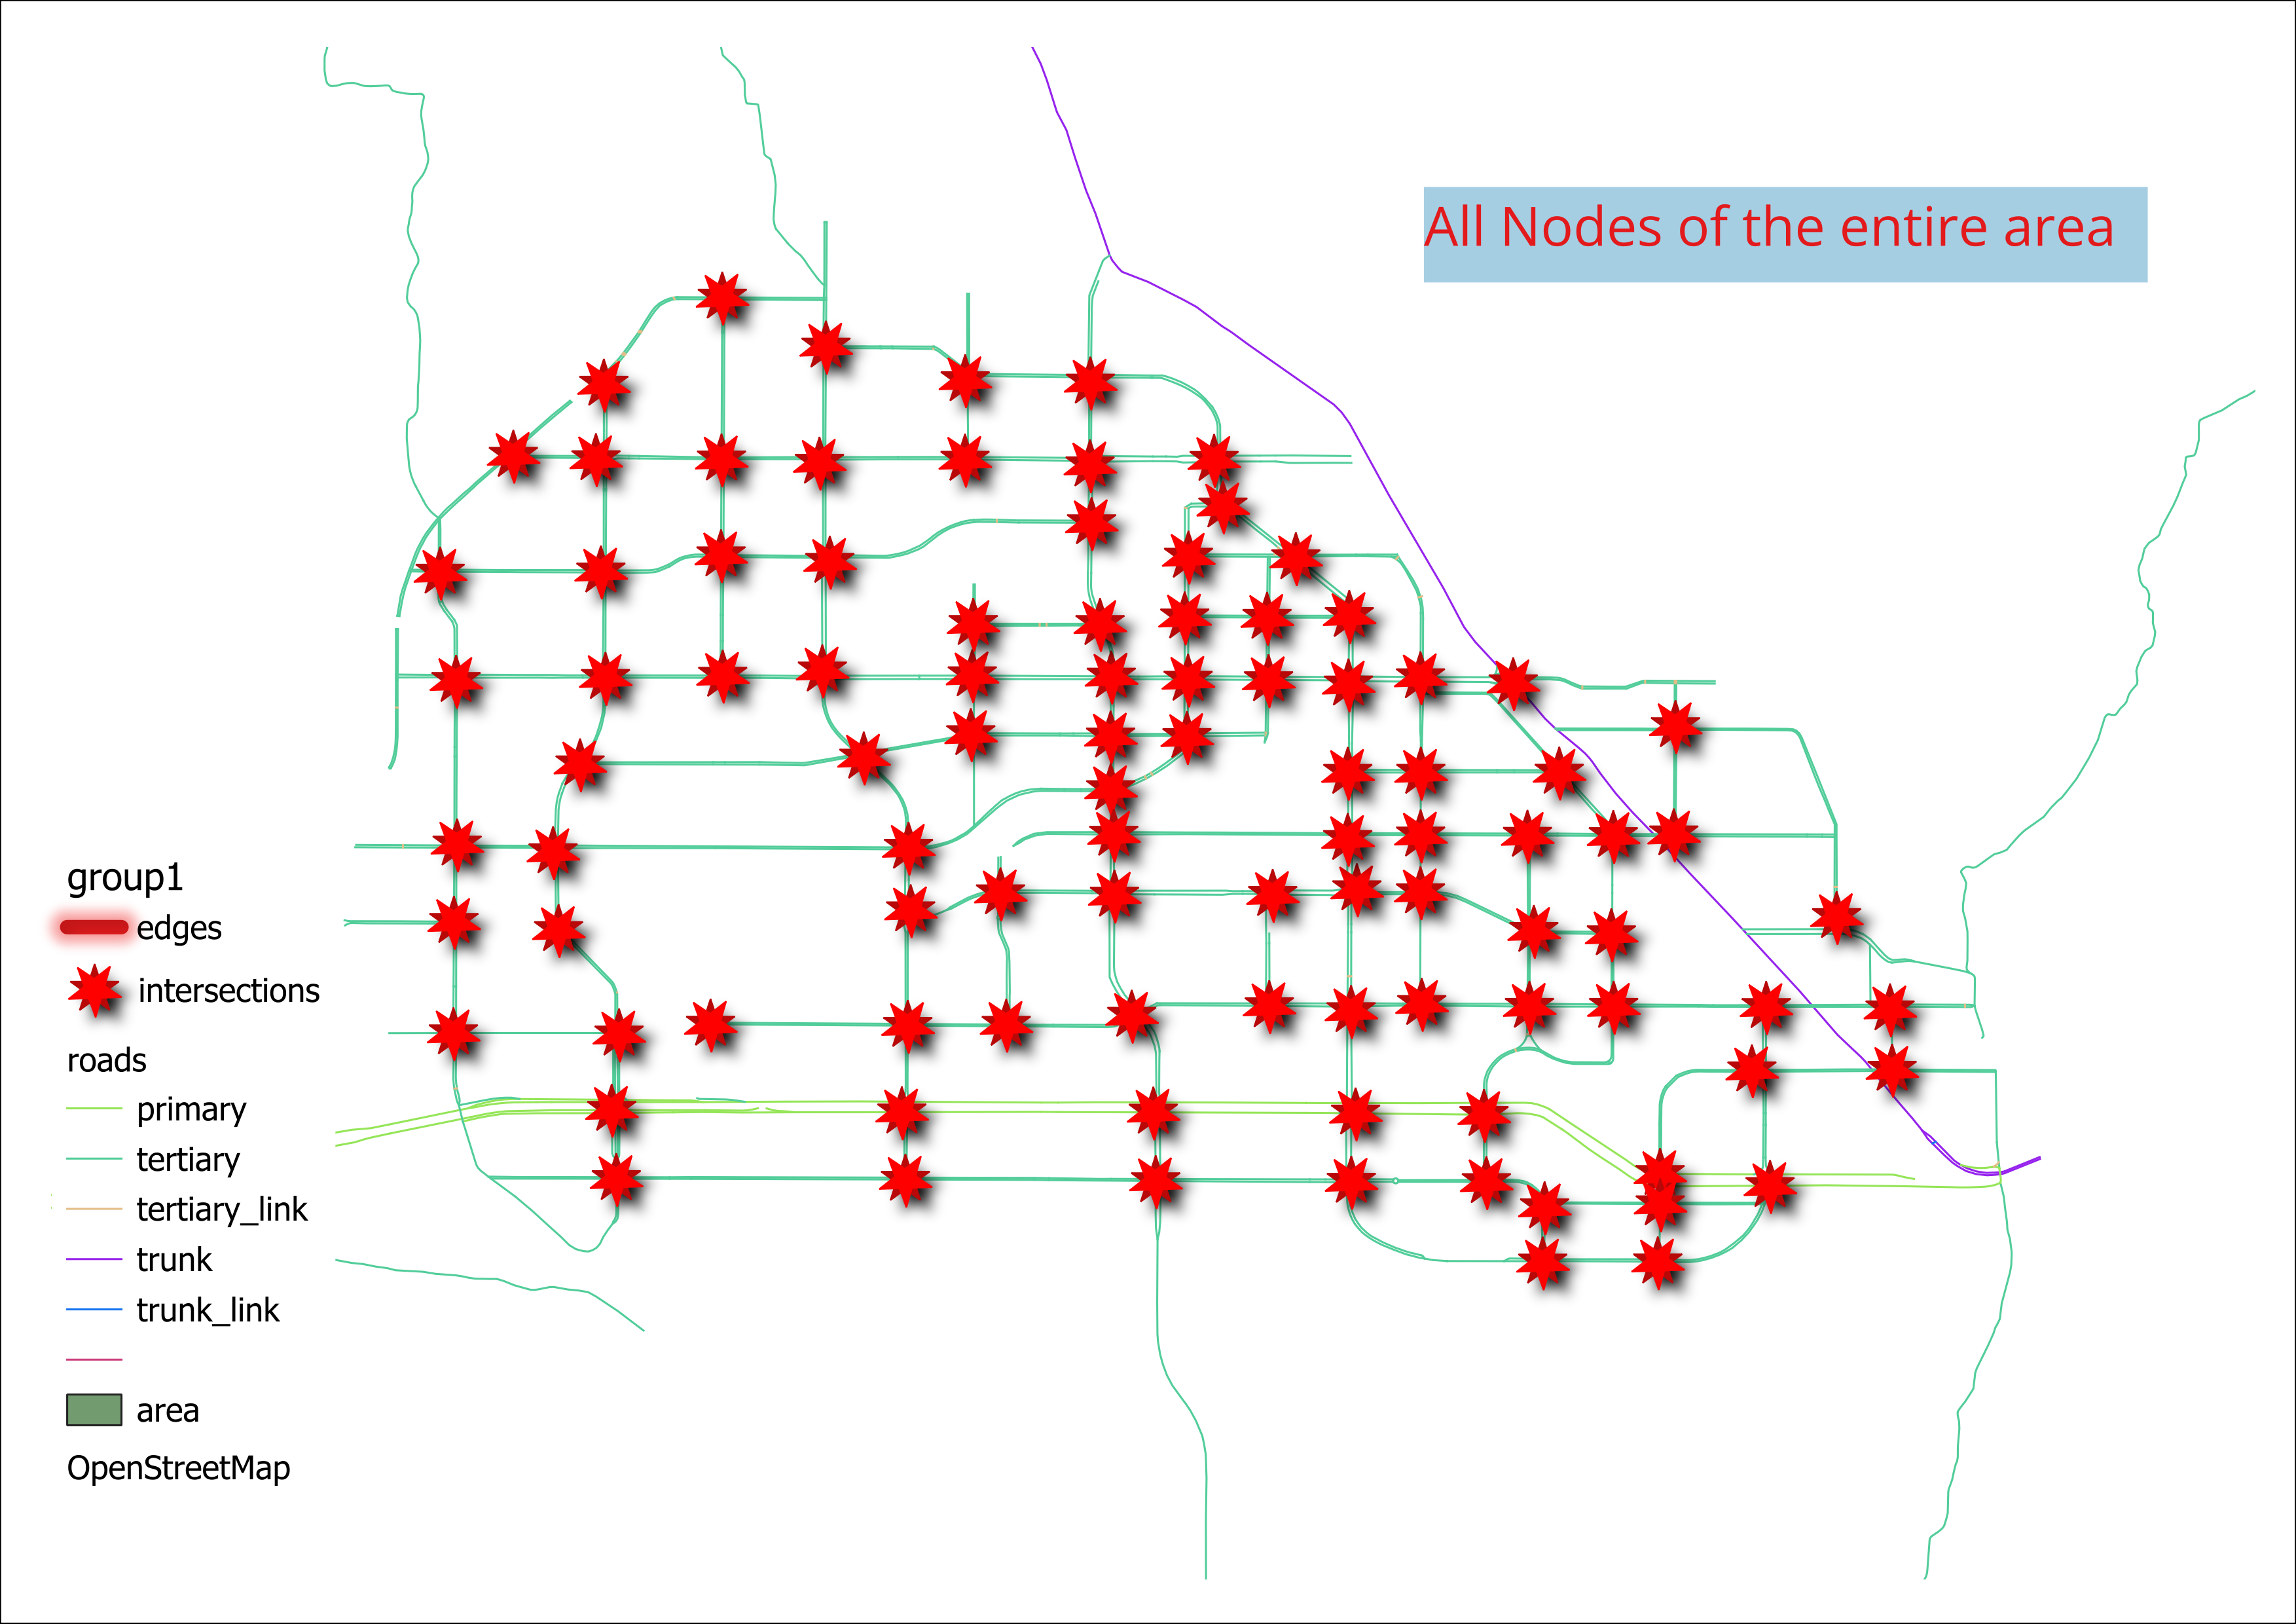 All Nodes of the entire area
group1
edges
intersections
roads
primary
tertiary
tertiary_link
trunk
trunk_link
area
OpenStreetMap